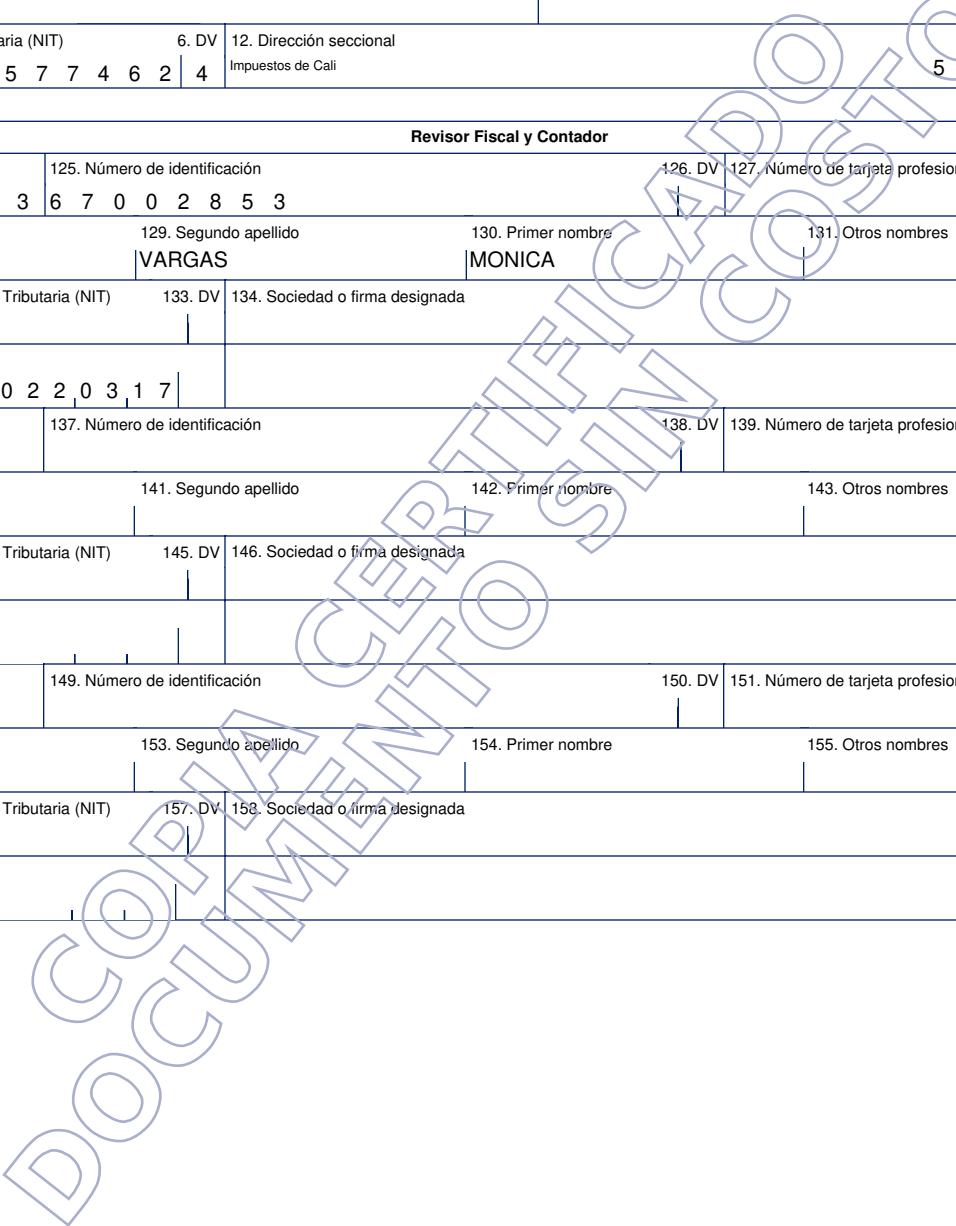 aria (NIT) 6. DV 12. Dirección seccional
5 7 7 4 6 2 4 Impuestos de Cali 5
Revisor Fiscal y Contador
125. Número de identificación 126. DV 127. Número de tarjeta profesion
3 6 7 0 0 2 8 5 3
129. Segundo apellido 130. Primer nombre 131. Otros nombres
VARGAS MONICA
Tributaria (NIT) 133. DV 134. Sociedad o firma designada
0 2 2 0 3 1 7
137. Número de identificación 138. DV 139. Número de tarjeta profesion
141. Segundo apellido 142. Primer nombre 143. Otros nombres
Tributaria (NIT) 145. DV 146. Sociedad o firma designada
149. Número de identificación 150. DV 151. Número de tarjeta profesion
153. Segundo apellido 154. Primer nombre 155. Otros nombres
Tributaria (NIT) 157. DV 158. Sociedad o firma designada
COPIA CERTIFICADO
DOCUMENTO SIN COSTO